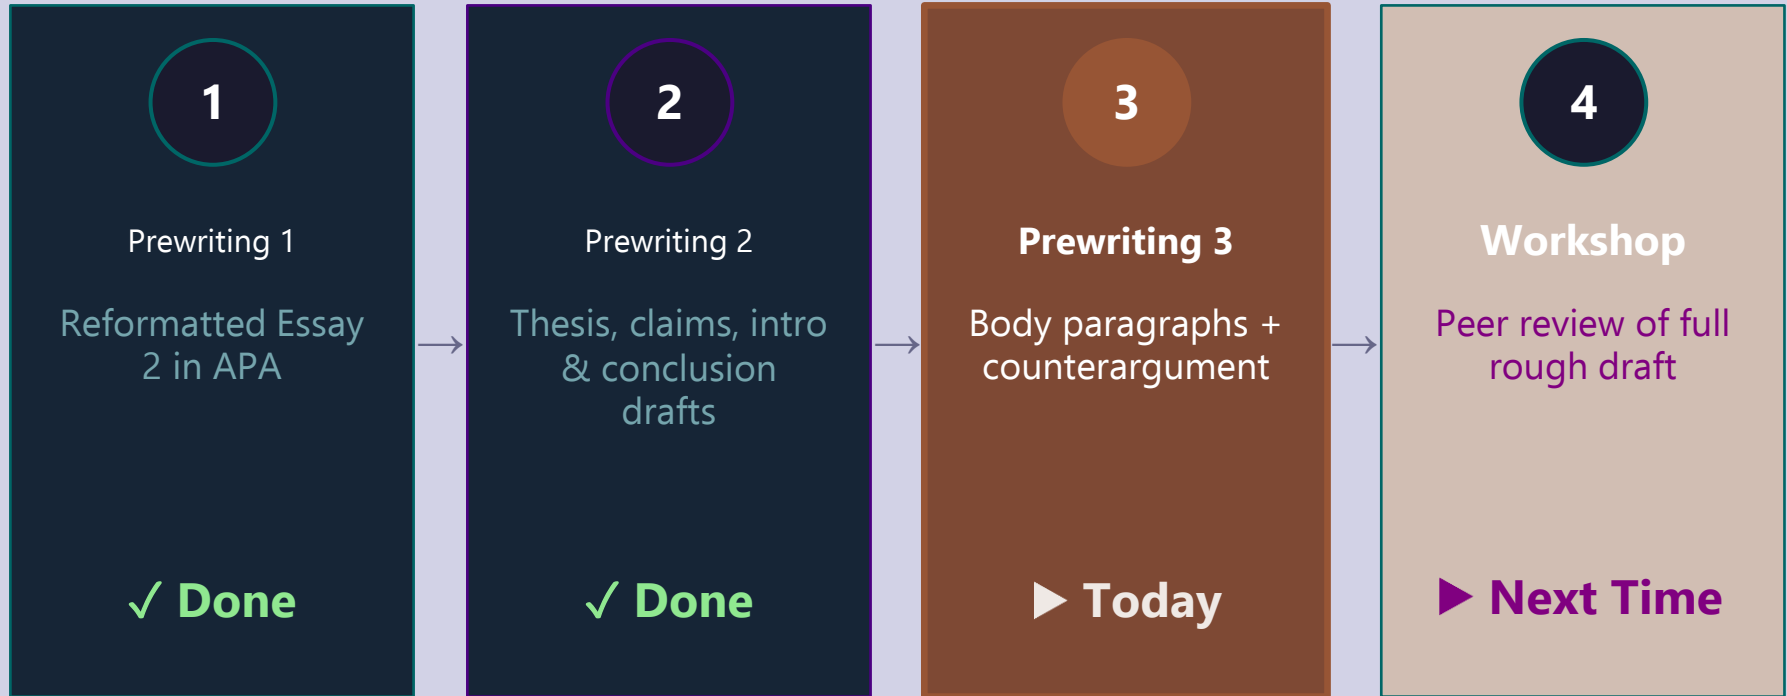 1
Prewriting 1
Reformatted Essay
2 in APA
✓ Done
→
2
Prewriting 2
Thesis, claims, intro
& conclusion
drafts
✓ Done
→
3
Prewriting 3
Body paragraphs +
counterargument
▶ Today
→
4
Workshop
Peer review of full
rough draft
▶ Next Time